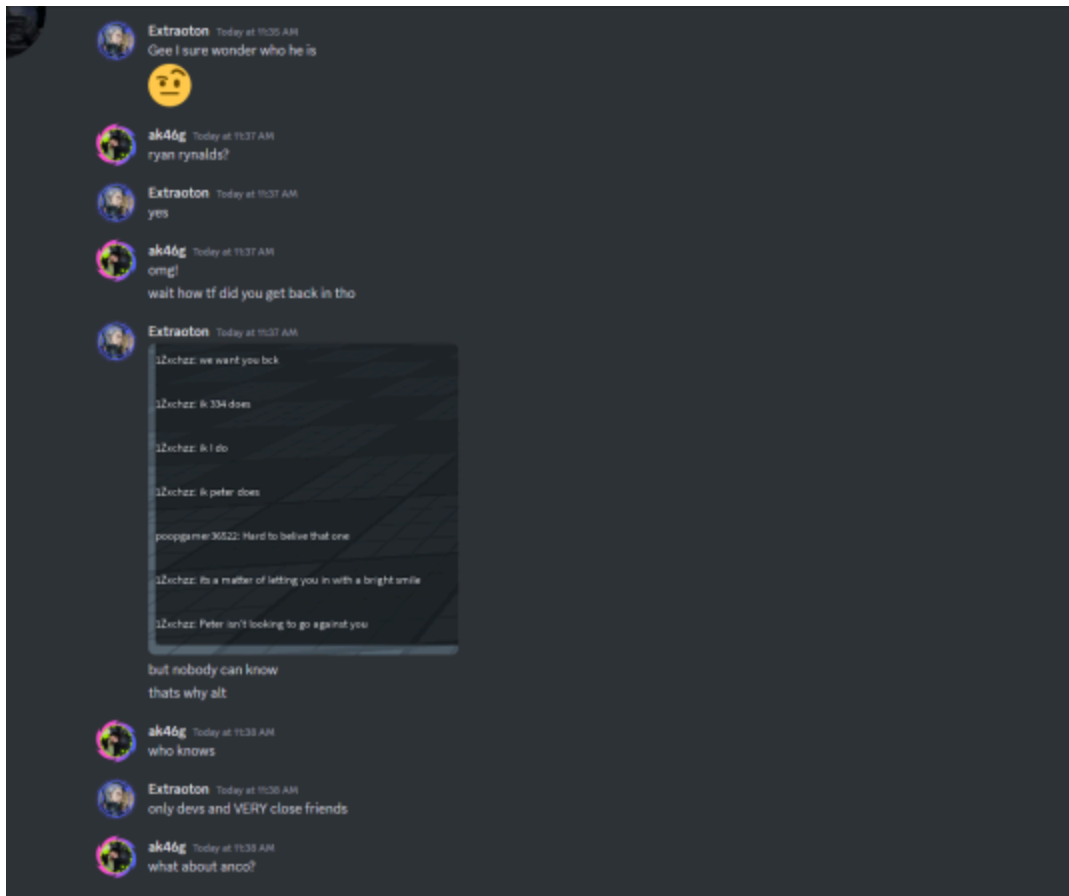 Extraoton Today at 11:36 AM
Gee I sure wonder who he is
ak46g Today at 11:37 AM
ryan rynalds?
Extraoton Today at 11:37 AM
yes
ak46g Today at 11:37 AM
omg!
wait how tf did you get back in tho
Extraoton Today at 11:37 AM
1Zxchzz: we want you bck
1Zxchzz: ik 334 does
1Zxchzz: ik I do
1Zxchzz: ik peter does
poopgamer36522: Hard to belive that one
1Zxchzz: its a matter of letting you in with a bright smile
1Zxchzz: Peter isn't looking to go against you
but nobody can know
thats why alt
ak46g Today at 11:38 AM
who knows
Extraoton Today at 11:38 AM
only devs and VERY close friends
ak46g Today at 11:38 AM
what about anco?